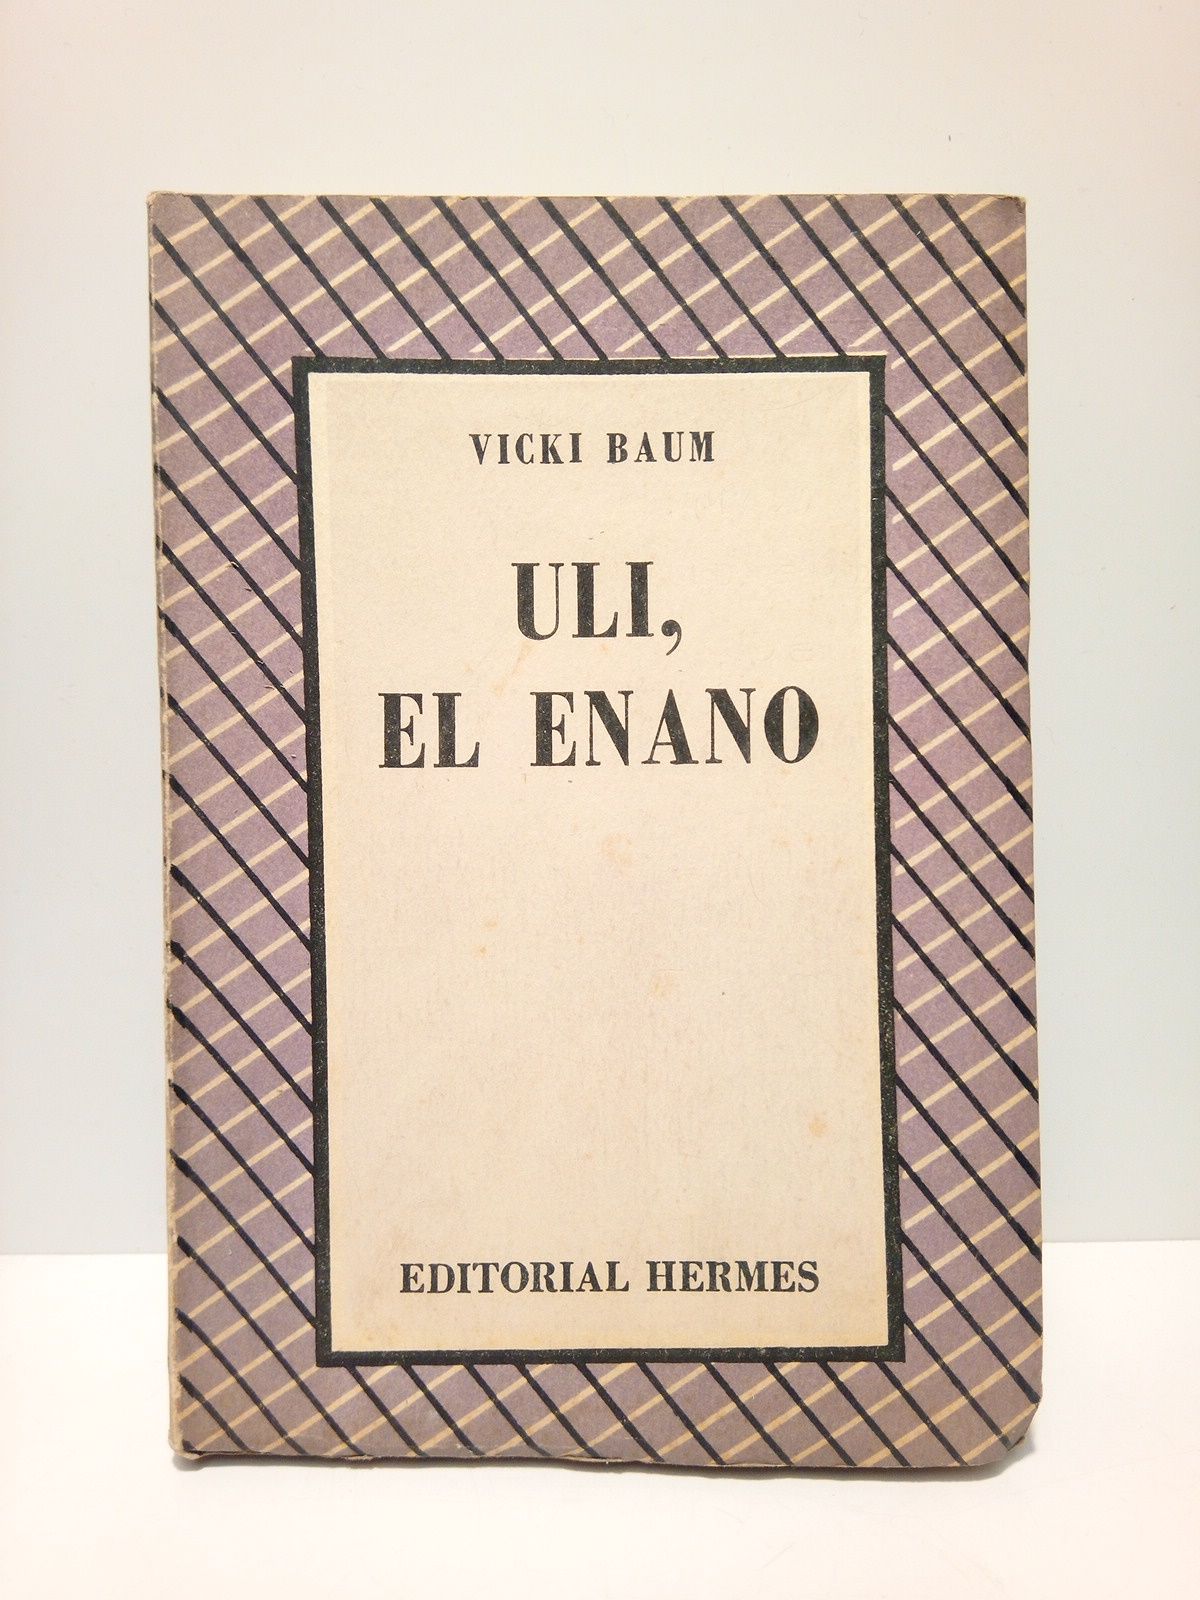 VICKI BAUM
ULI,
EL ENANO
EDITORIAL HERMES